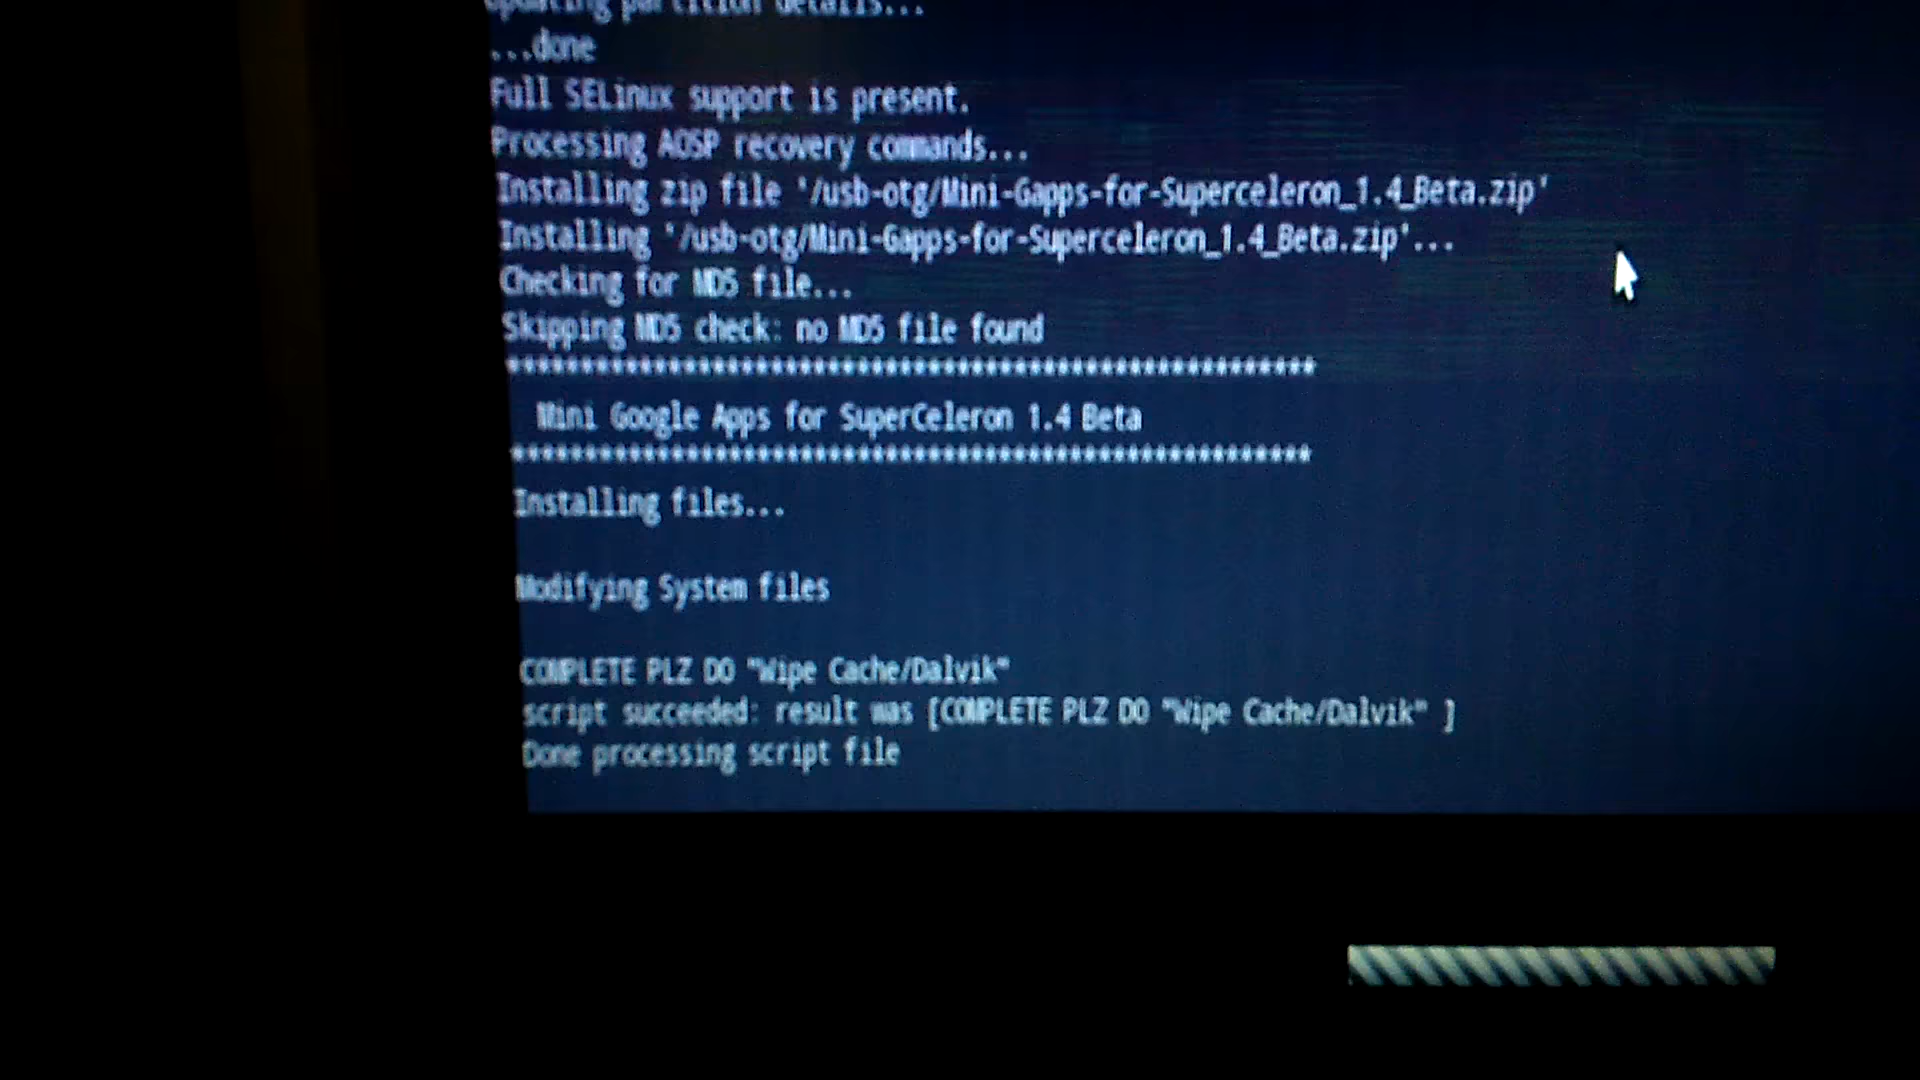 Updating partition details...
...done
Full SELinux support is present.
Processing AOSP recovery commands...
Installing zip file '/usb-otg/Mini-Gapps-for-Superceleron_1.4_Beta.zip'
Installing '/usb-otg/Mini-Gapps-for-Superceleron_1.4_Beta.zip'...
Checking for MD5 file...
Skipping MD5 check: no MD5 file found
Mini Google Apps for SuperCeleron 1.4 Beta
Installing files...
Modifying System files
COMPLETE PLZ DO "Wipe Cache/Dalvik"
script succeeded: result was [COMPLETE PLZ DO "Wipe Cache/Dalvik" ]
Done processing script file